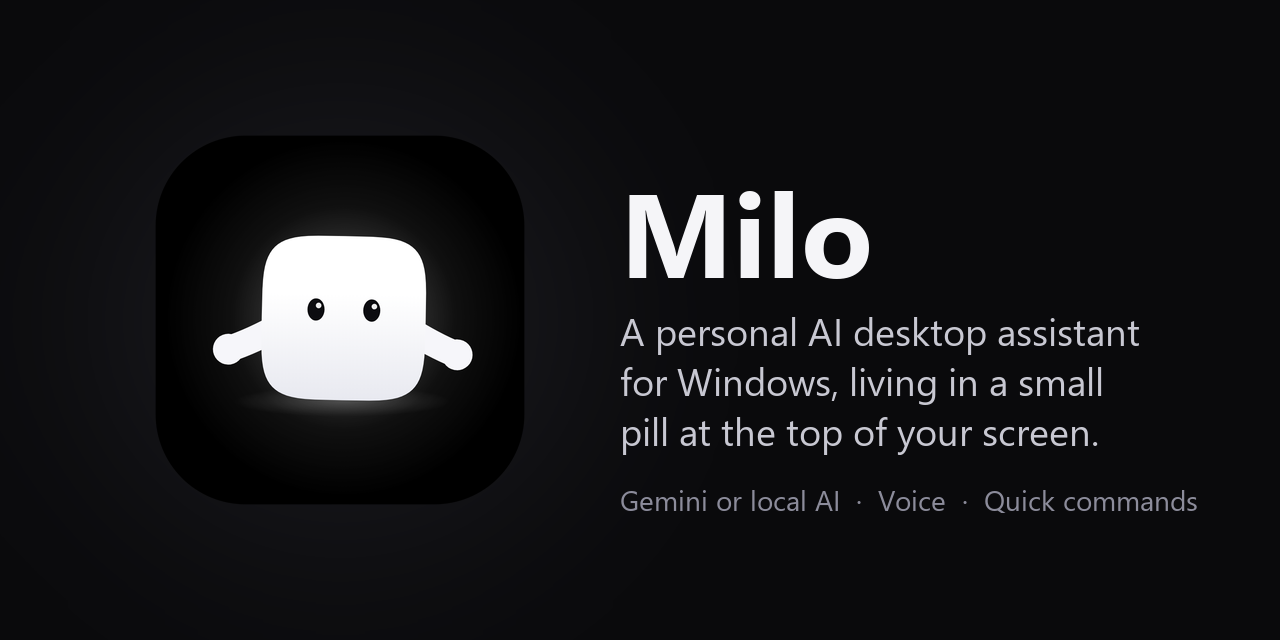 Milo
A personal AI desktop assistant
for Windows, living in a small
pill at the top of your screen.
Gemini or local AI · Voice · Quick commands